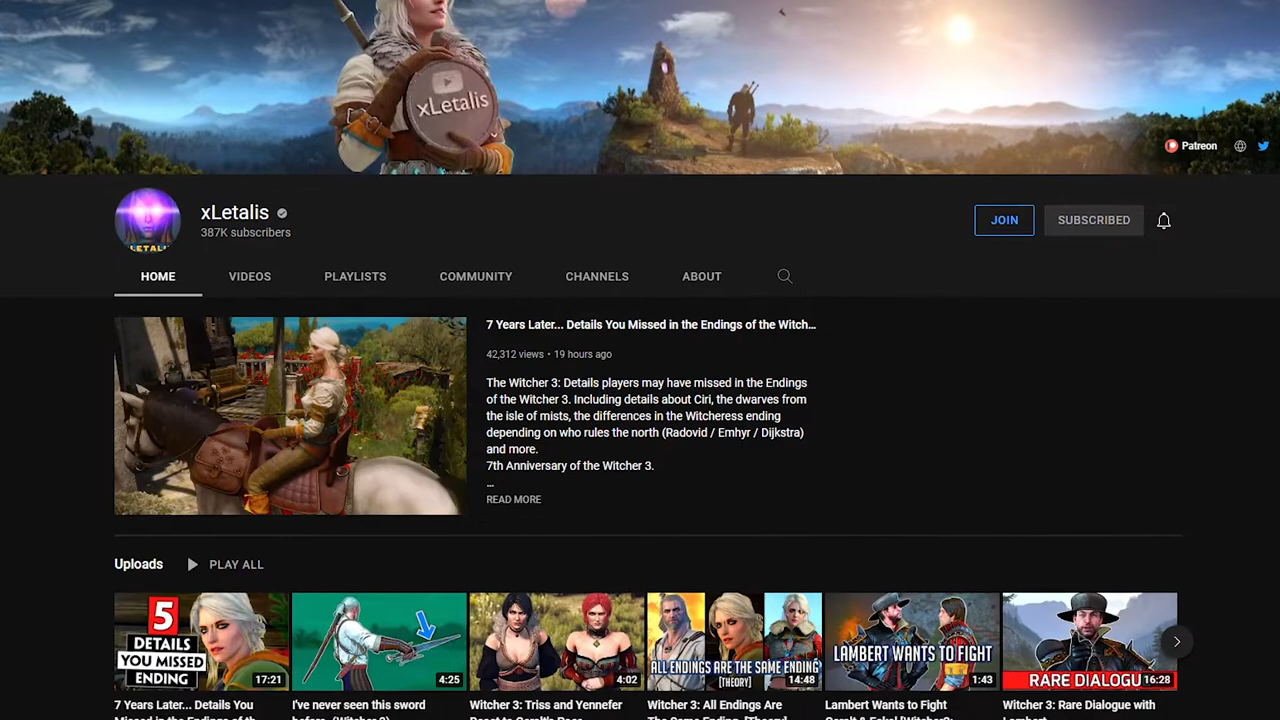 xLetalis
Patreon
LETALI
xLetalis
387K subscribers
JOIN
SUBSCRIBED
HOME
VIDEOS
PLAYLISTS
COMMUNITY
CHANNELS
ABOUT
7 Years Later... Details You Missed in the Endings of the Witch...
42,312 views • 19 hours ago
The Witcher 3: Details players may have missed in the Endings
of the Witcher 3. Including details about Ciri, the dwarves from
the isle of mists, the differences in the Witcheress ending
depending on who rules the north (Radovid / Emhyr / Dijkstra)
and more.
7th Anniversary of the Witcher 3.
...
READ MORE
Uploads
PLAY ALL
5
DETAILS
YOU MISSED
ENDING
17:21
4:25
4:02
ALL ENDINGS ARE THE SAME ENDING
[THEORY]
14:48
LAMBERT WANTS TO FIGHT
1:43
RARE DIALOGU
16:28
7 Years Later... Details You
I've never seen this sword
Witcher 3: Triss and Yennefer
Witcher 3: All Endings Are
Lambert Wants to Fight
Witcher 3: Rare Dialogue with